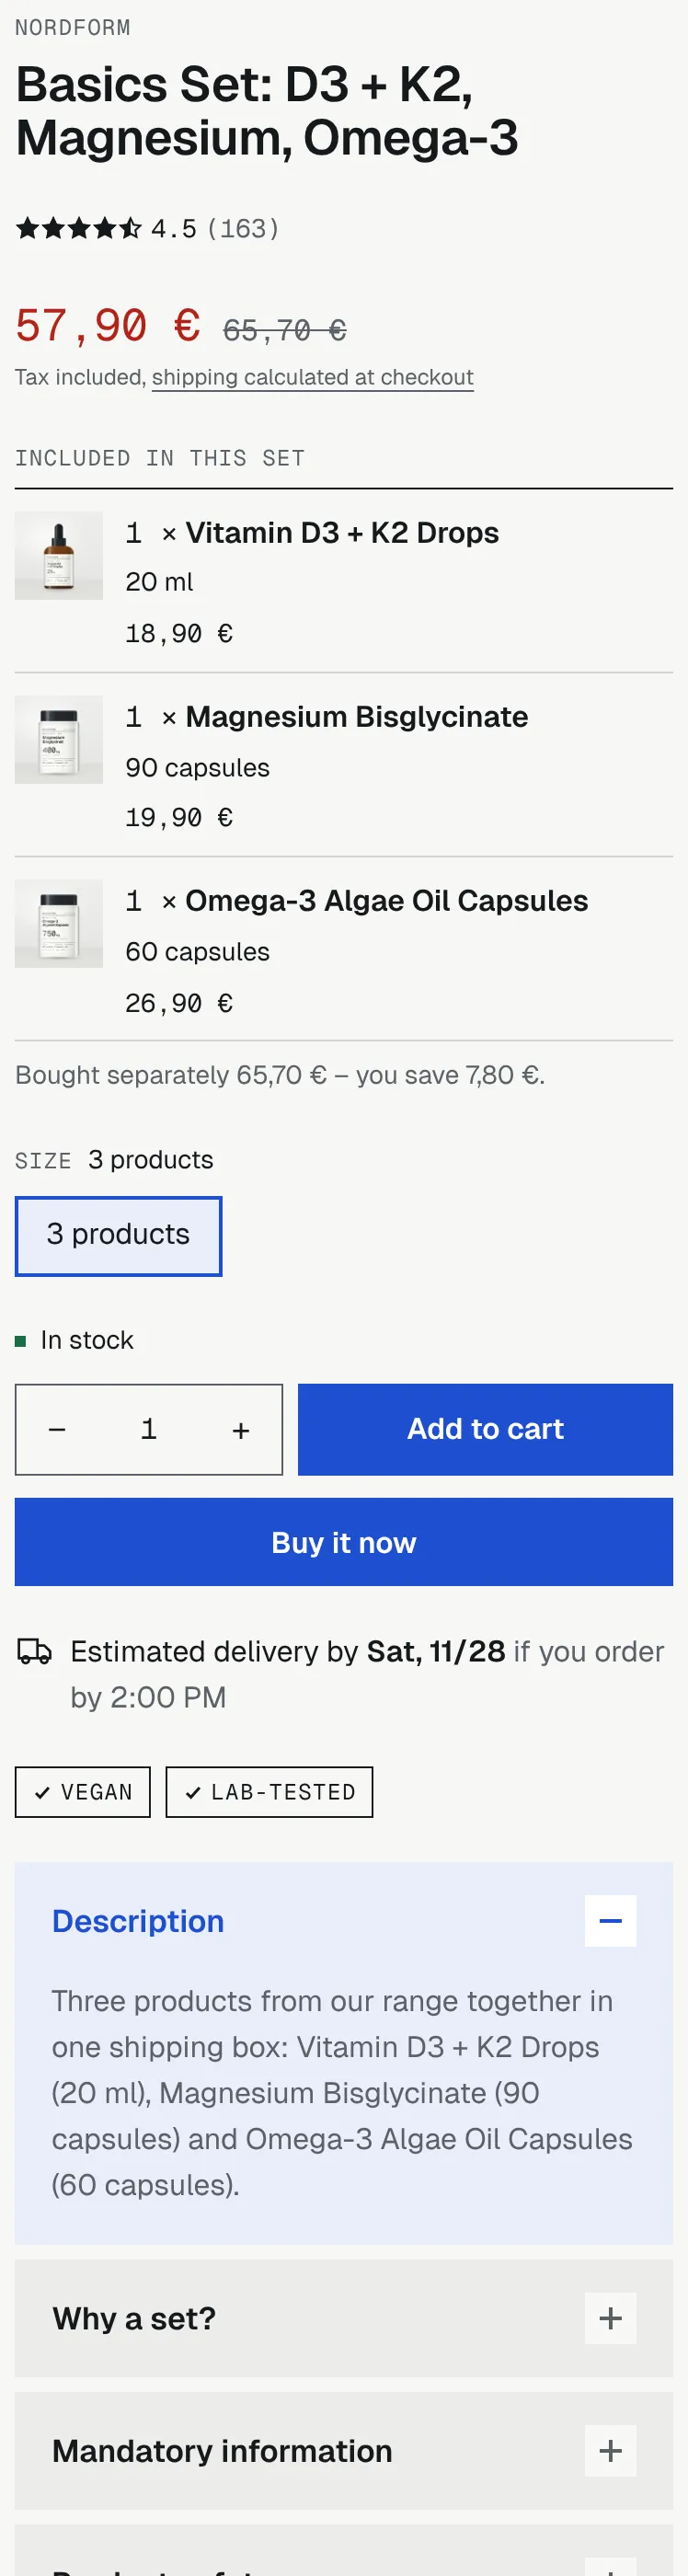 NORDFORM
Basics Set: D3 + K2,
Magnesium, Omega-3
4.5 (163)
57,90 € 65,70 €
Tax included, shipping calculated at checkout
INCLUDED IN THIS SET
1 × Vitamin D3 + K2 Drops
20 ml
18,90 €
1 × Magnesium Bisglycinate
90 capsules
19,90 €
1 × Omega-3 Algae Oil Capsules
60 capsules
26,90 €
Bought separately 65,70 € – you save 7,80 €.
SIZE 3 products
3 products
In stock
− 1 + Add to cart
Buy it now
Estimated delivery by Sat, 11/28 if you order
by 2:00 PM
VEGAN LAB-TESTED
Description
Three products from our range together in
one shipping box: Vitamin D3 + K2 Drops
(20 ml), Magnesium Bisglycinate (90
capsules) and Omega-3 Algae Oil Capsules
(60 capsules).
Why a set?
Mandatory information